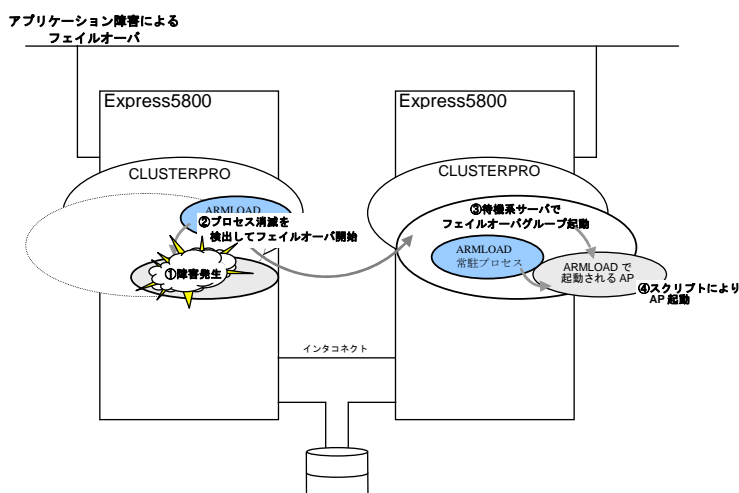 アプリケーション障害による
フェイルオーバ
Express5800
Express5800
CLUSTERPRO
CLUSTERPRO
ARMLOAD
②プロセス消滅を
検出してフェイルオーバ開始
①障害発生
③待機系サーバで
フェイルオーバグループ起動
ARMLOAD
常駐プロセス
ARMLOAD で
起動される AP
④スクリプトにより
AP 起動
インタコネクト